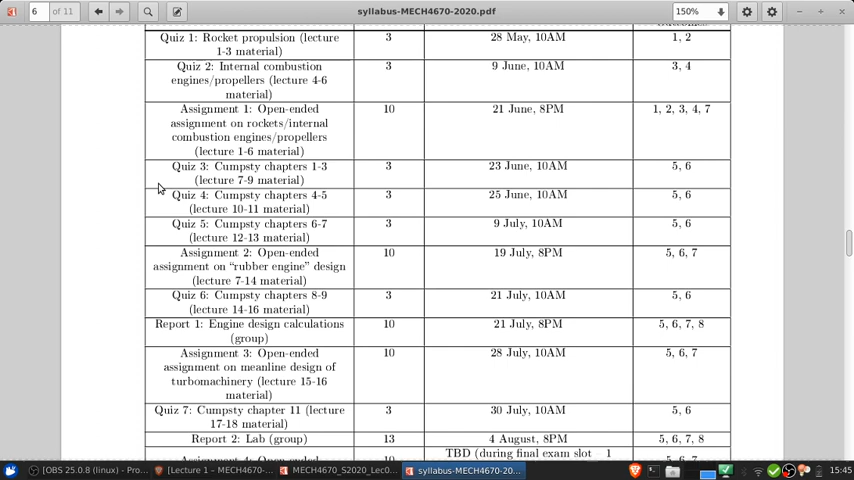 6 of 11
syllabus-MECH4670-2020.pdf
150%
Quiz 1: Rocket propulsion (lecture 3 28 May, 10AM 1, 2
1-3 material)
Quiz 2: Internal combustion 3 9 June, 10AM 3, 4
engines/propellers (lecture 4-6
material)
Assignment 1: Open-ended 10 21 June, 8PM 1, 2, 3, 4, 7
assignment on rockets/internal
combustion engines/propellers
(lecture 1-6 material)
Quiz 3: Cumpsty chapters 1-3 3 23 June, 10AM 5, 6
(lecture 7-9 material)
Quiz 4: Cumpsty chapters 4-5 3 25 June, 10AM 5, 6
(lecture 10-11 material)
Quiz 5: Cumpsty chapters 6-7 3 9 July, 10AM 5, 6
(lecture 12-13 material)
Assignment 2: Open-ended 10 19 July, 8PM 5, 6, 7
assignment on “rubber engine” design
(lecture 7-14 material)
Quiz 6: Cumpsty chapters 8-9 3 21 July, 10AM 5, 6
(lecture 14-16 material)
Report 1: Engine design calculations 10 21 July, 8PM 5, 6, 7, 8
(group)
Assignment 3: Open-ended 10 28 July, 10AM 5, 6, 7
assignment on meanline design of
turbomachinery (lecture 15-16
material)
Quiz 7: Cumpsty chapter 11 (lecture 3 30 July, 10AM 5, 6
17-18 material)
Report 2: Lab (group) 13 4 August, 8PM 5, 6, 7, 8
TBD (during final exam slot 1
Assignment 4: Open-ended 10 5, 6, 7
[OBS 25.0.8 (linux) - Pro... [Lecture 1 – MECH4670-... MECH4670_S2020_Lec0... syllabus-MECH4670-20... 15:45